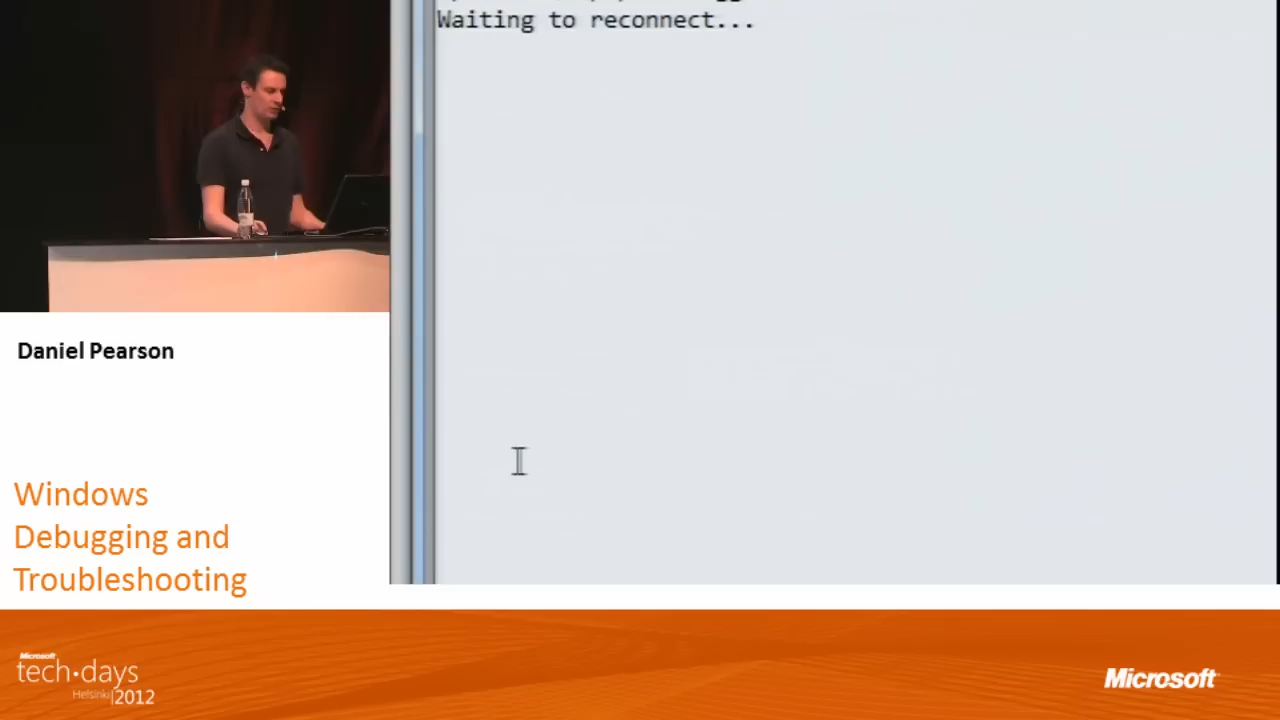 Waiting to reconnect...
Daniel Pearson
Windows
Debugging and
Troubleshooting
Microsoft
tech·days
Helsinki|2012
Microsoft